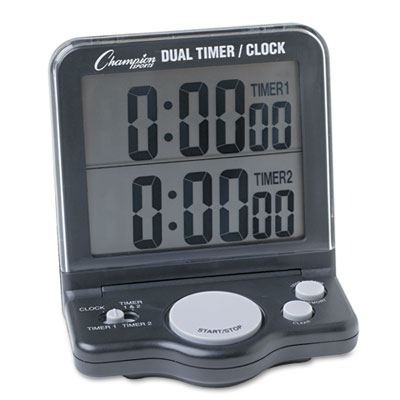 Champion SPORTS DUAL TIMER / CLOCK
TIMER1
0:0000
TIMER2
0:0000
CLOCK TIMER 1 & 2
TIMER 1 TIMER 2
START/STOP
CLEAR